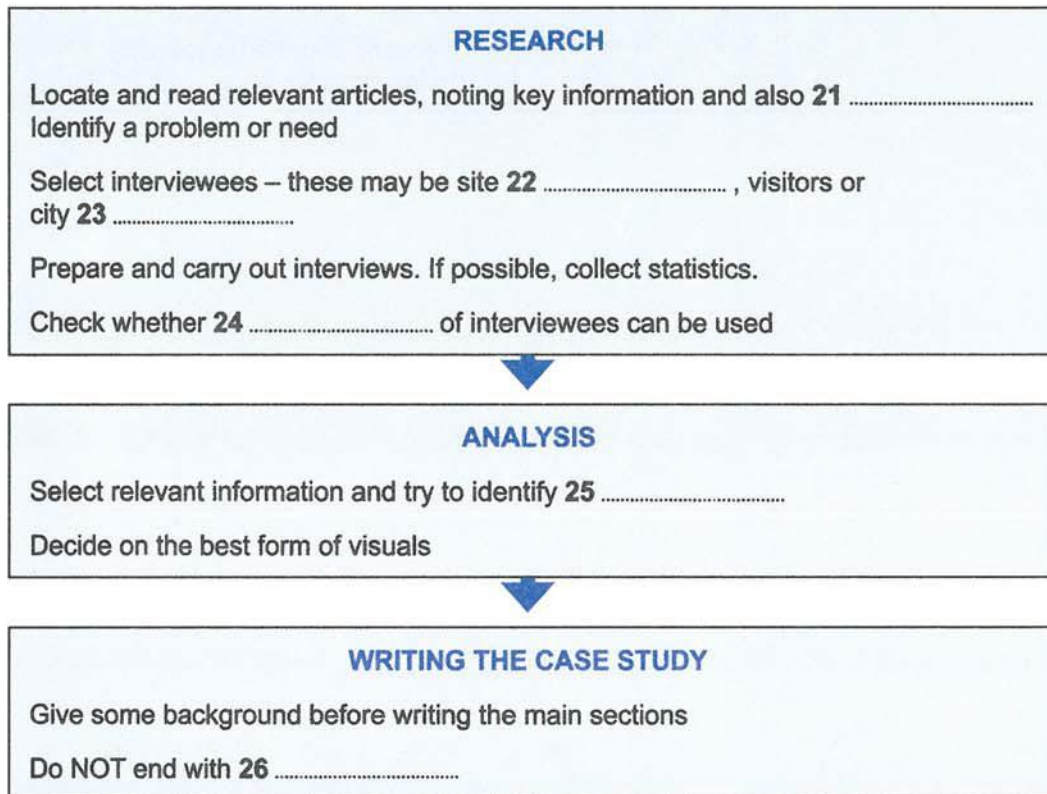 RESEARCH
Locate and read relevant articles, noting key information and also 21 ....................................
Identify a problem or need
Select interviewees – these may be site 22 .................................... , visitors or
city 23 ....................................
Prepare and carry out interviews. If possible, collect statistics.
Check whether 24 .................................... of interviewees can be used
ANALYSIS
Select relevant information and try to identify 25 ....................................
Decide on the best form of visuals
WRITING THE CASE STUDY
Give some background before writing the main sections
Do NOT end with 26 ....................................